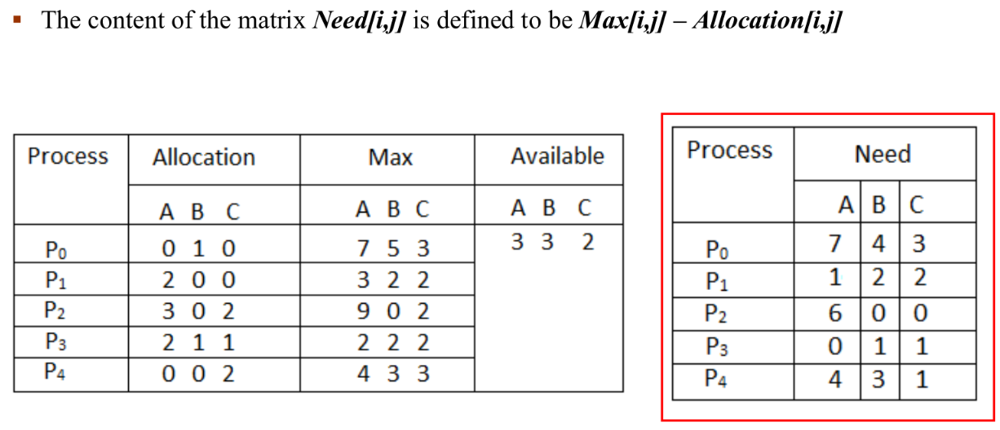 ▪ The content of the matrix Need[i,j] is defined to be Max[i,j] – Allocation[i,j]
Process Allocation Max Available
A B C A B C A B C
P0 0 1 0 7 5 3 3 3 2
P1 2 0 0 3 2 2
P2 3 0 2 9 0 2
P3 2 1 1 2 2 2
P4 0 0 2 4 3 3
Process Need
A B C
P0 7 4 3
P1 1 2 2
P2 6 0 0
P3 0 1 1
P4 4 3 1